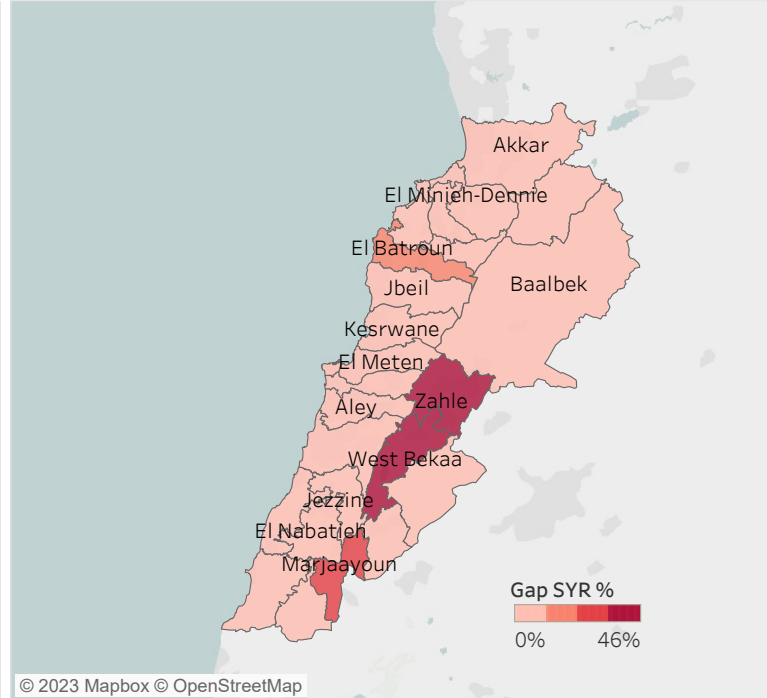 Akkar
El Minieh-Dennie
El Batroun
Jbeil
Baalbek
Kesrwane
El Meten
Zahle
Aley
West Bekaa
Jezzine
El Nabatieh
Marjaayoun
Gap SYR %
0% 46%
© 2023 Mapbox © OpenStreetMap